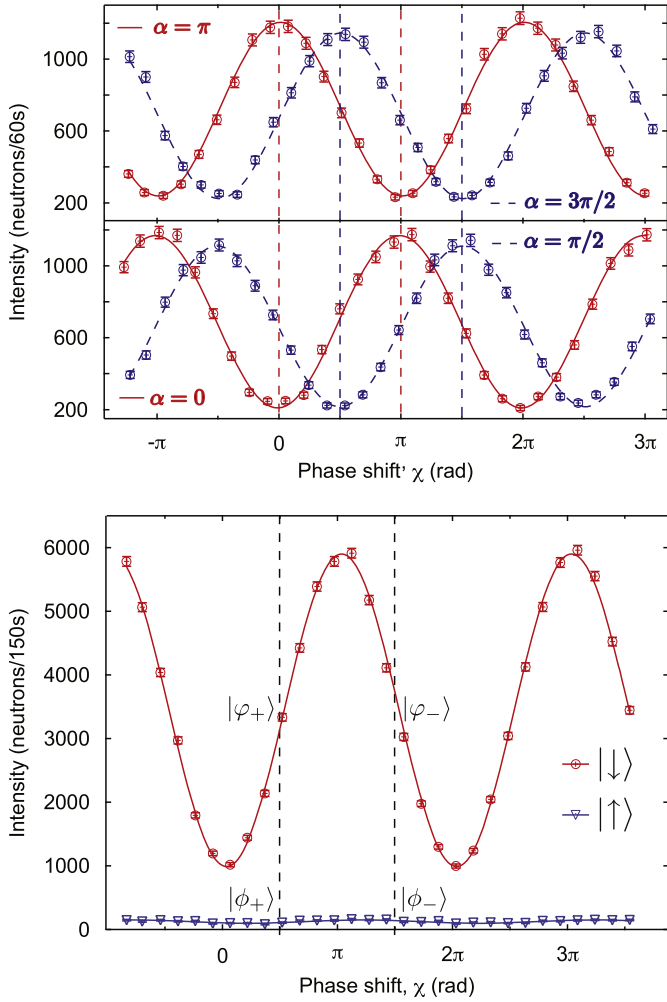 α = π
1000
600
200
α = 3π/2
Intensity (neutrons/60s)
α = π/2
1000
600
200
α = 0
-π 0 π 2π 3π
Phase shift, χ (rad)
6000
5000
4000
3000
2000
1000
0
Intensity (neutrons/150s)
|φ+⟩ |φ−⟩
|↓⟩
|↑⟩
|ϕ+⟩ |ϕ−⟩
0 π 2π 3π
Phase shift, χ (rad)